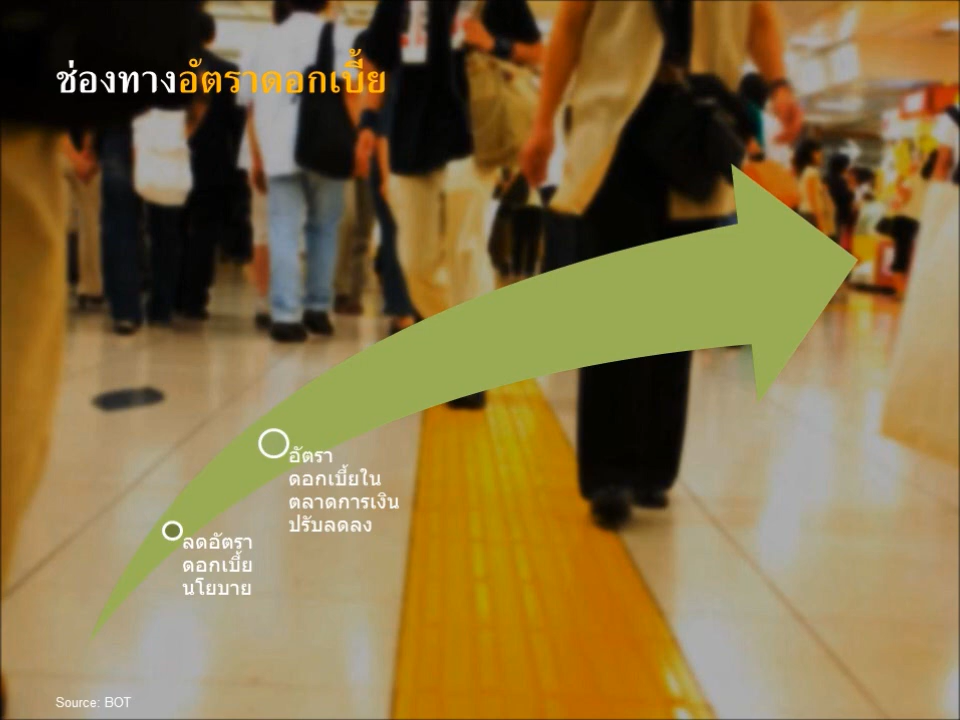 ช่องทางอัตราดอกเบี้ย
อัตรา
ดอกเบี้ยใน
ตลาดการเงิน
ปรับลดลง
ลดอัตรา
ดอกเบี้ย
นโยบาย
Source: BOT